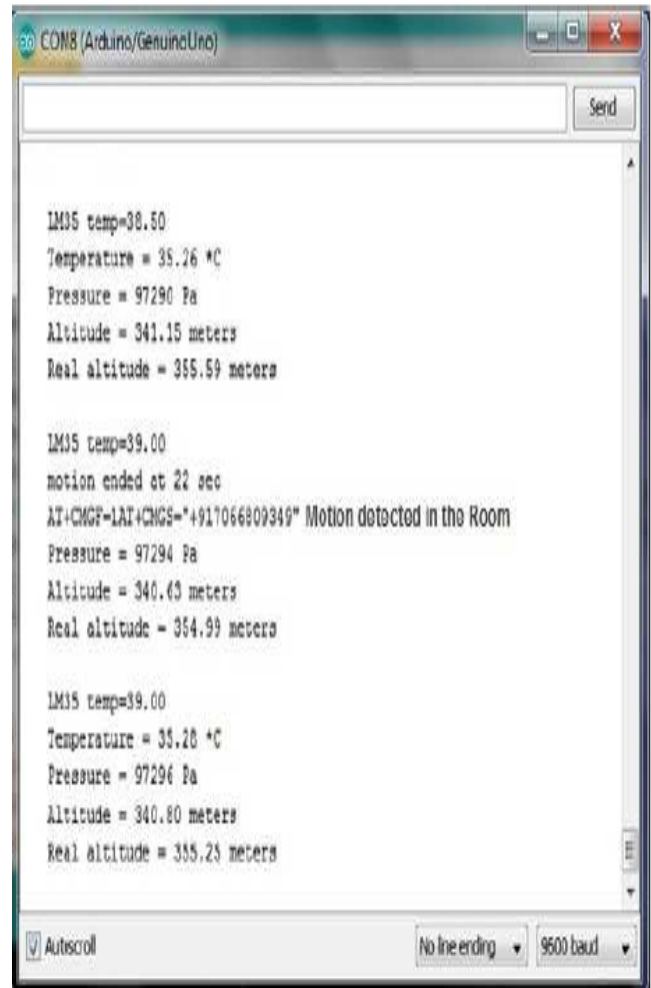 COM8 (Arduino/GenuinoUno)
Send
LM35 temp=38.50
Temperature = 35.26 *C
Pressure = 97290 Pa
Altitude = 341.15 meters
Real altitude = 355.59 meters
LM35 temp=39.00
motion ended at 22 sec
AT+CMGF=1AT+CMGS="+917066809349" Motion detected in the Room
Pressure = 97294 Pa
Altitude = 340.63 meters
Real altitude = 354.99 meters
LM35 temp=39.00
Temperature = 35.28 *C
Pressure = 97296 Pa
Altitude = 340.80 meters
Real altitude = 355.25 meters
Autoscroll
No line ending
9600 baud